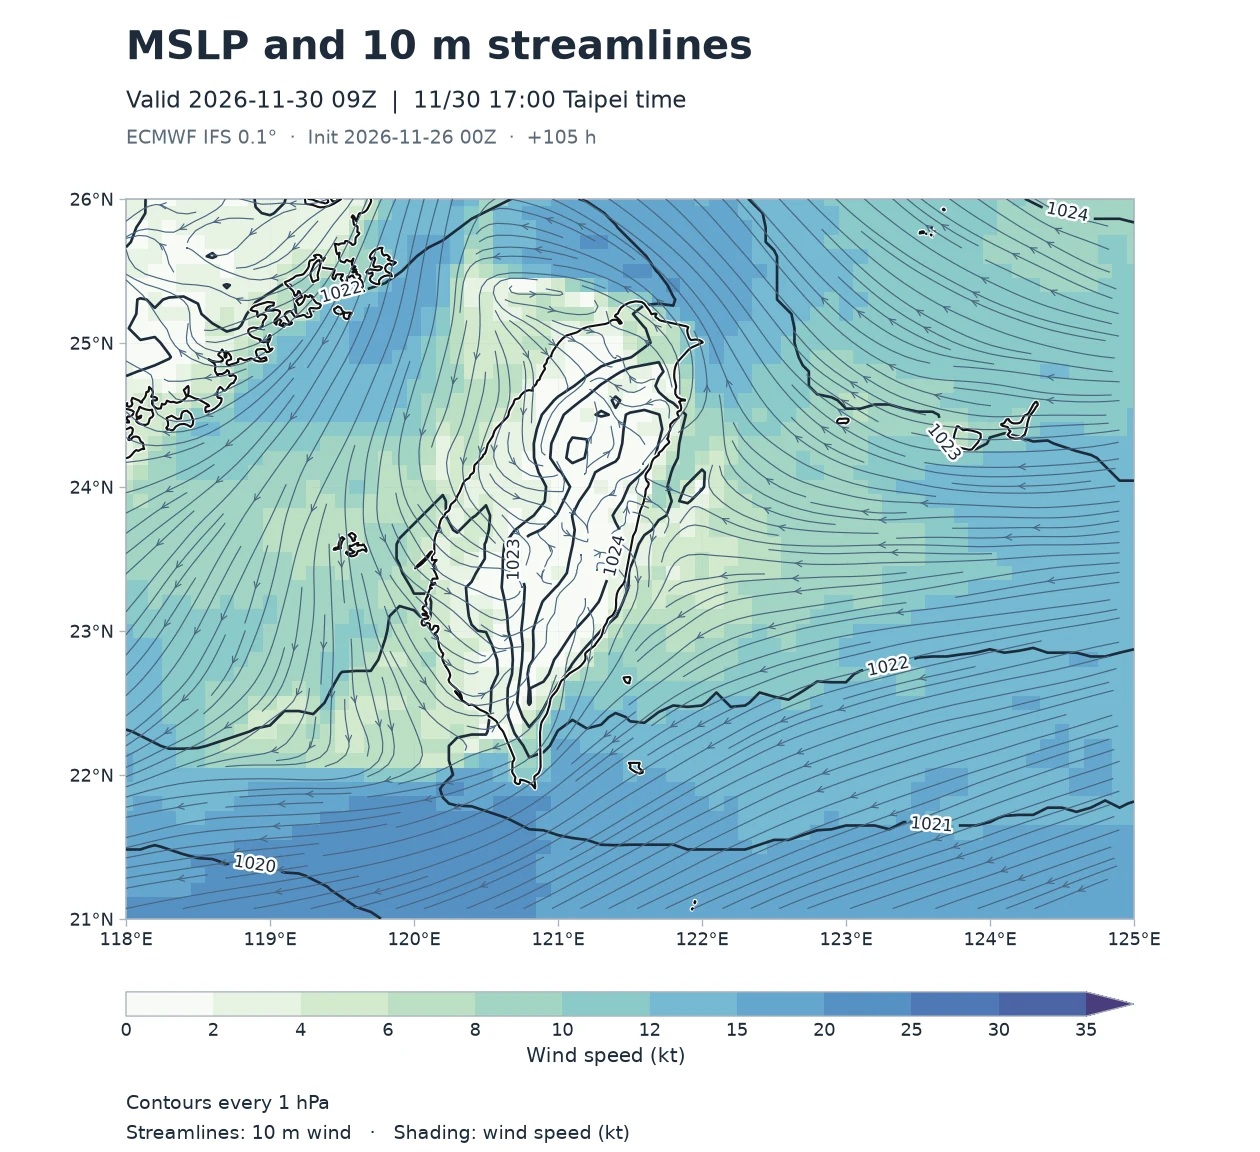 MSLP and 10 m streamlines
Valid 2026-11-30 09Z | 11/30 17:00 Taipei time
ECMWF IFS 0.1° · Init 2026-11-26 00Z · +105 h
26°N
1024
1022
25°N
1023
24°N
1023
1024
23°N
1022
22°N
1021
1020
21°N
118°E 119°E 120°E 121°E 122°E 123°E 124°E 125°E
0 2 4 6 8 10 12 15 20 25 30 35
Wind speed (kt)
Contours every 1 hPa
Streamlines: 10 m wind · Shading: wind speed (kt)